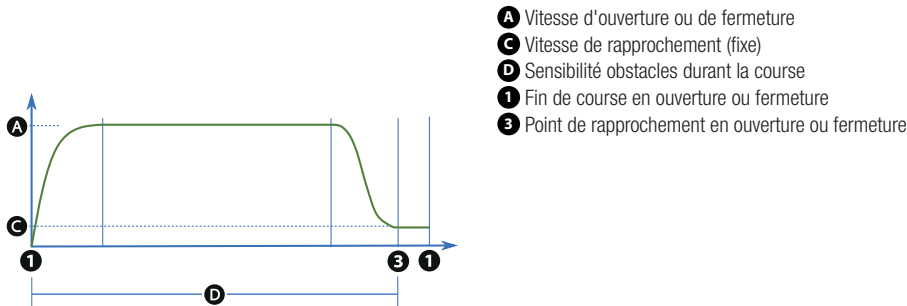 A Vitesse d'ouverture ou de fermeture
C Vitesse de rapprochement (fixe)
D Sensibilité obstacles durant la course
1 Fin de course en ouverture ou fermeture
3 Point de rapprochement en ouverture ou fermeture
A
C
1 3 1
D